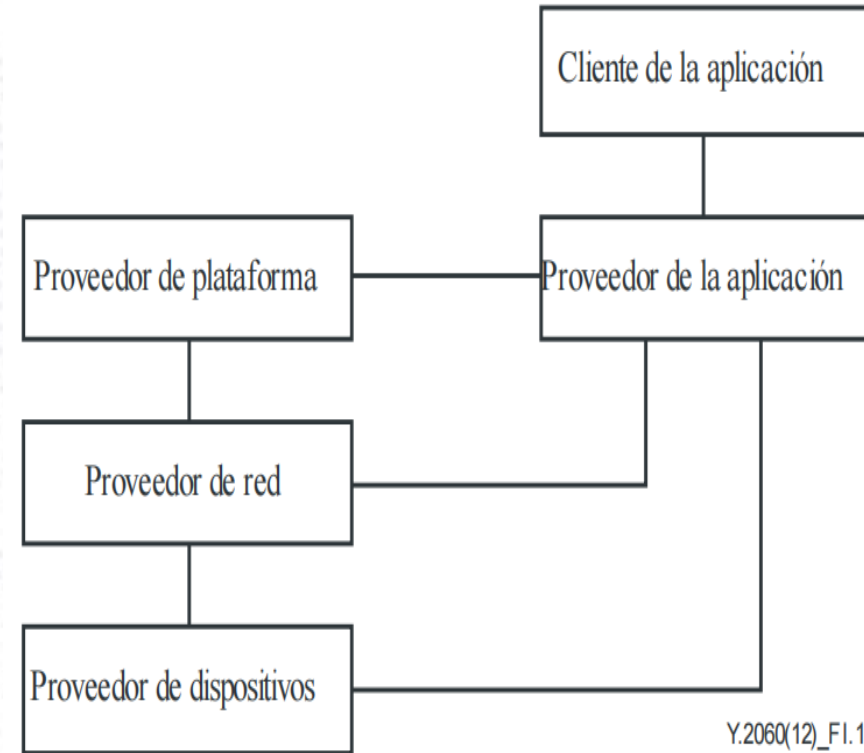 Cliente de la aplicación
Proveedor de plataforma
Proveedor de la aplicación
Proveedor de red
Proveedor de dispositivos
Y.2060(12)_FI.1